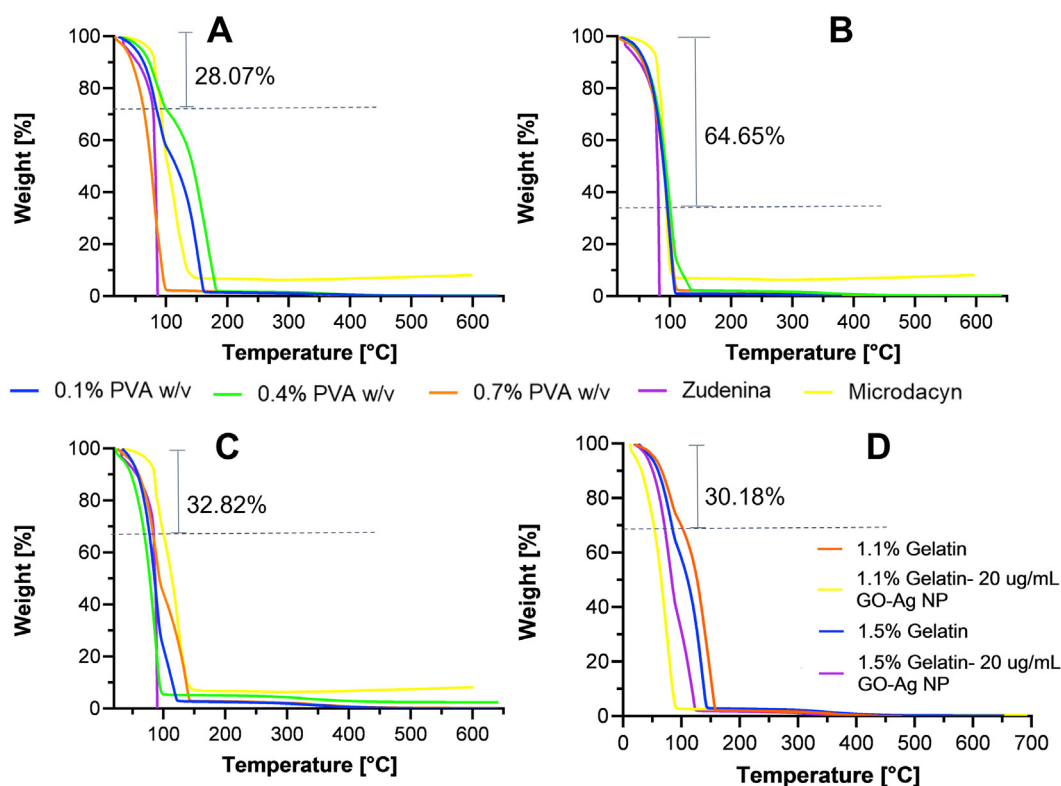 A
B
28.07%
64.65%
Weight [%]
100
80
60
40
20
0
100 200 300 400 500 600
Temperature [°C]
Weight [%]
100
80
60
40
20
0
100 200 300 400 500 600
Temperature [°C]
0.1% PVA w/v 0.4% PVA w/v 0.7% PVA w/v Zudenina Microdacyn
C
D
32.82%
30.18%
Weight [%]
100
80
60
40
20
0
100 200 300 400 500 600
Temperature [°C]
Weight [%]
100
80
60
40
20
0
0 100 200 300 400 500 600 700
Temperature [°C]
1.1% Gelatin
1.1% Gelatin- 20 ug/mL
GO-Ag NP
1.5% Gelatin
1.5% Gelatin- 20 ug/mL
GO-Ag NP